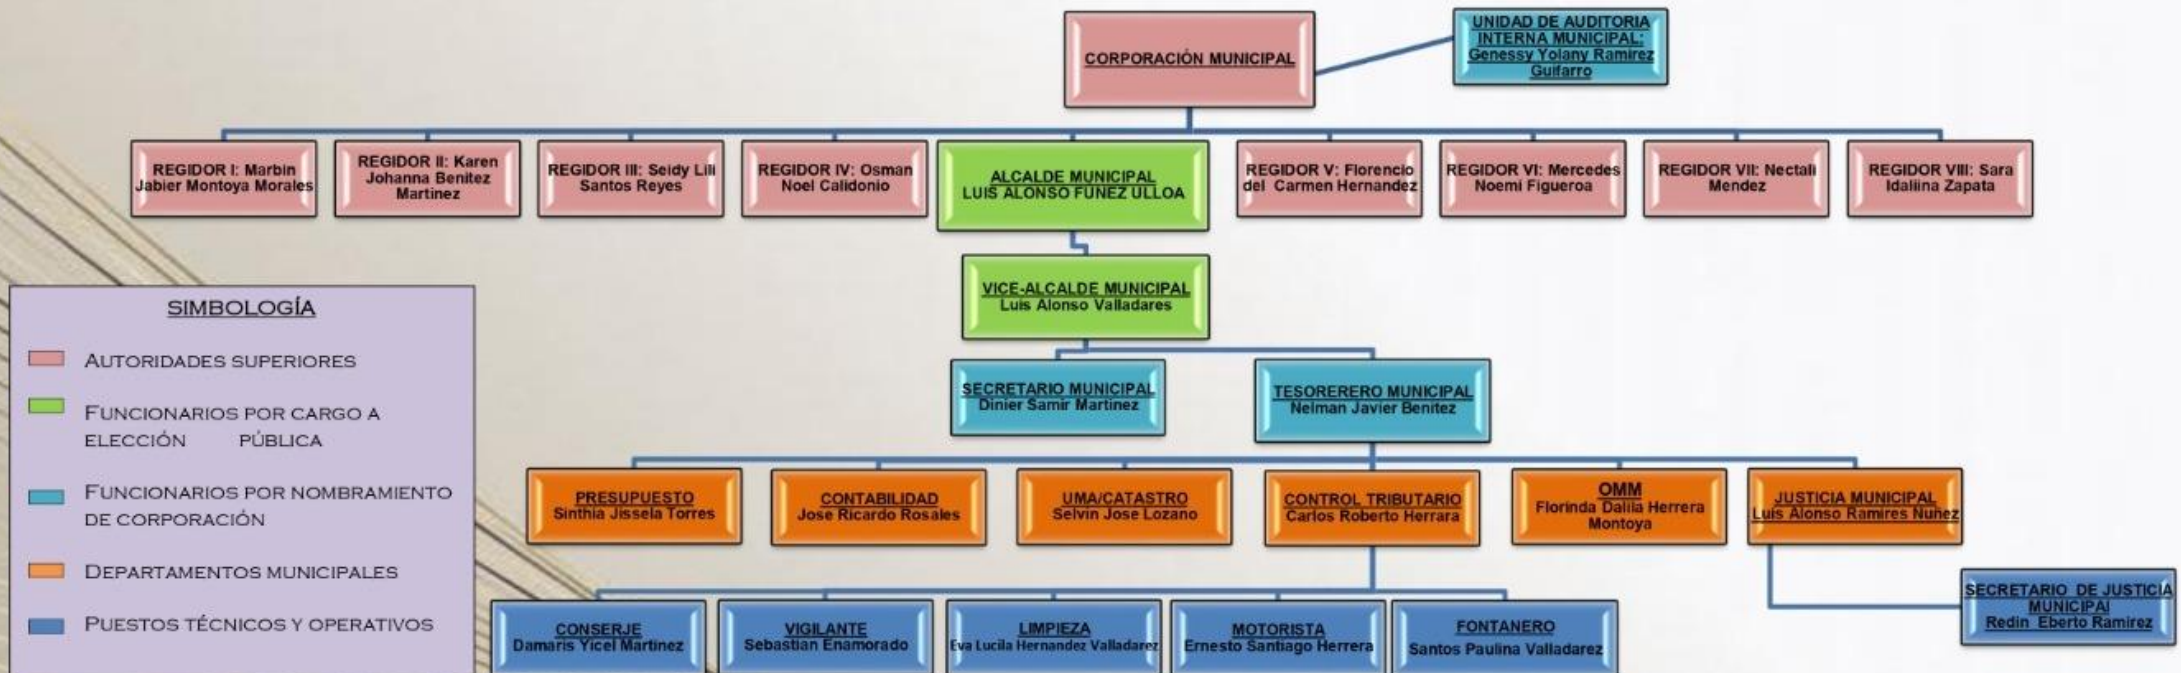 CORPORACIÓN MUNICIPAL
UNIDAD DE AUDITORIA
INTERNA MUNICIPAL:
Genessy Yolany Ramirez
Guifarro
REGIDOR I: Marbin
Jabier Montoya Morales
REGIDOR II: Karen
Johanna Benitez
Martinez
REGIDOR III: Seidy Lili
Santos Reyes
REGIDOR IV: Osman
Noel Calidonio
ALCALDE MUNICIPAL
LUIS ALONSO FUNEZ ULLOA
REGIDOR V: Florencio
del Carmen Hernandez
REGIDOR VI: Mercedes
Noemi Figueroa
REGIDOR VII: Nectali
Mendez
REGIDOR VIII: Sara
Idaliina Zapata
VICE-ALCALDE MUNICIPAL
Luis Alonso Valladares
SECRETARIO MUNICIPAL
Dinier Samir Martinez
TESORERERO MUNICIPAL
Nelman Javier Benitez
PRESUPUESTO
Sinthia Jissela Torres
CONTABILIDAD
Jose Ricardo Rosales
UMA/CATASTRO
Selvin Jose Lozano
CONTROL TRIBUTARIO
Carlos Roberto Herrara
OMM
Florinda Dalila Herrera
Montoya
JUSTICIA MUNICIPAL
Luis Alonso Ramires Nuñez
CONSERJE
Damaris Yicel Martinez
VIGILANTE
Sebastian Enamorado
LIMPIEZA
Eva Lucila Hernandez Valladarez
MOTORISTA
Ernesto Santiago Herrera
FONTANERO
Santos Paulina Valladarez
SECRETARIO DE JUSTICIA
MUNICIPAl
Redin Eberto Ramirez
SIMBOLOGÍA
AUTORIDADES SUPERIORES
FUNCIONARIOS POR CARGO A
ELECCIÓN PÚBLICA
FUNCIONARIOS POR NOMBRAMIENTO
DE CORPORACIÓN
DEPARTAMENTOS MUNICIPALES
PUESTOS TÉCNICOS Y OPERATIVOS